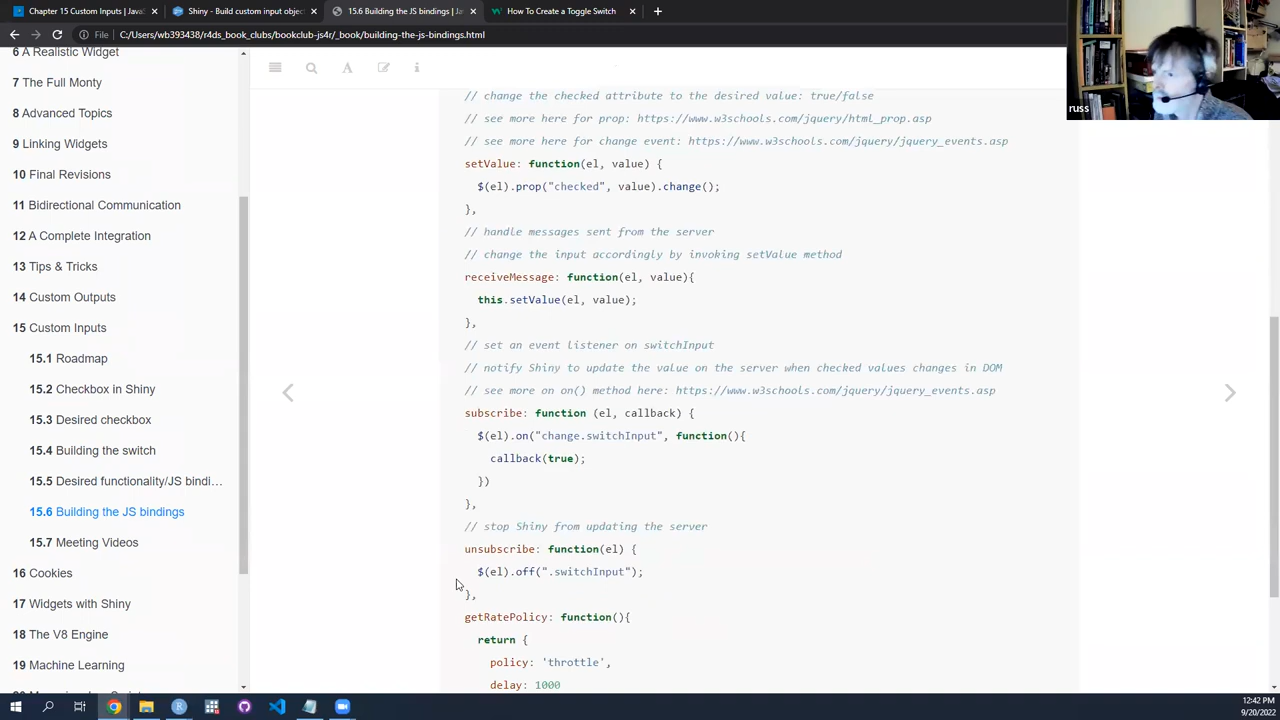 Chapter 15 Custom Inputs | Java
Shiny - Build custom input objec
15.6 Building the JS bindings | Ja
How To Create a Toggle Switch
File | C:/Users/wb393438/r4ds_book_clubs/bookclub-js4r/_book/building-the-js-bindings.html
russ
6 A Realistic Widget
7 The Full Monty
8 Advanced Topics
9 Linking Widgets
10 Final Revisions
11 Bidirectional Communication
12 A Complete Integration
13 Tips & Tricks
14 Custom Outputs
15 Custom Inputs
15.1 Roadmap
15.2 Checkbox in Shiny
15.3 Desired checkbox
15.4 Building the switch
15.5 Desired functionality/JS bindi…
15.6 Building the JS bindings
15.7 Meeting Videos
16 Cookies
17 Widgets with Shiny
18 The V8 Engine
19 Machine Learning
// change the checked attribute to the desired value: true/false
// see more here for prop: https://www.w3schools.com/jquery/html_prop.asp
// see more here for change event: https://www.w3schools.com/jquery/jquery_events.asp
setValue: function(el, value) {
$(el).prop("checked", value).change();
},
// handle messages sent from the server
// change the input accordingly by invoking setValue method
receiveMessage: function(el, value){
this.setValue(el, value);
},
// set an event listener on switchInput
// notify Shiny to update the value on the server when checked values changes in DOM
// see more on on() method here: https://www.w3schools.com/jquery/jquery_events.asp
subscribe: function (el, callback) {
$(el).on("change.switchInput", function(){
callback(true);
})
},
// stop Shiny from updating the server
unsubscribe: function(el) {
$(el).off(".switchInput");
},
getRatePolicy: function(){
return {
policy: 'throttle',
delay: 1000
12:42 PM
9/20/2022